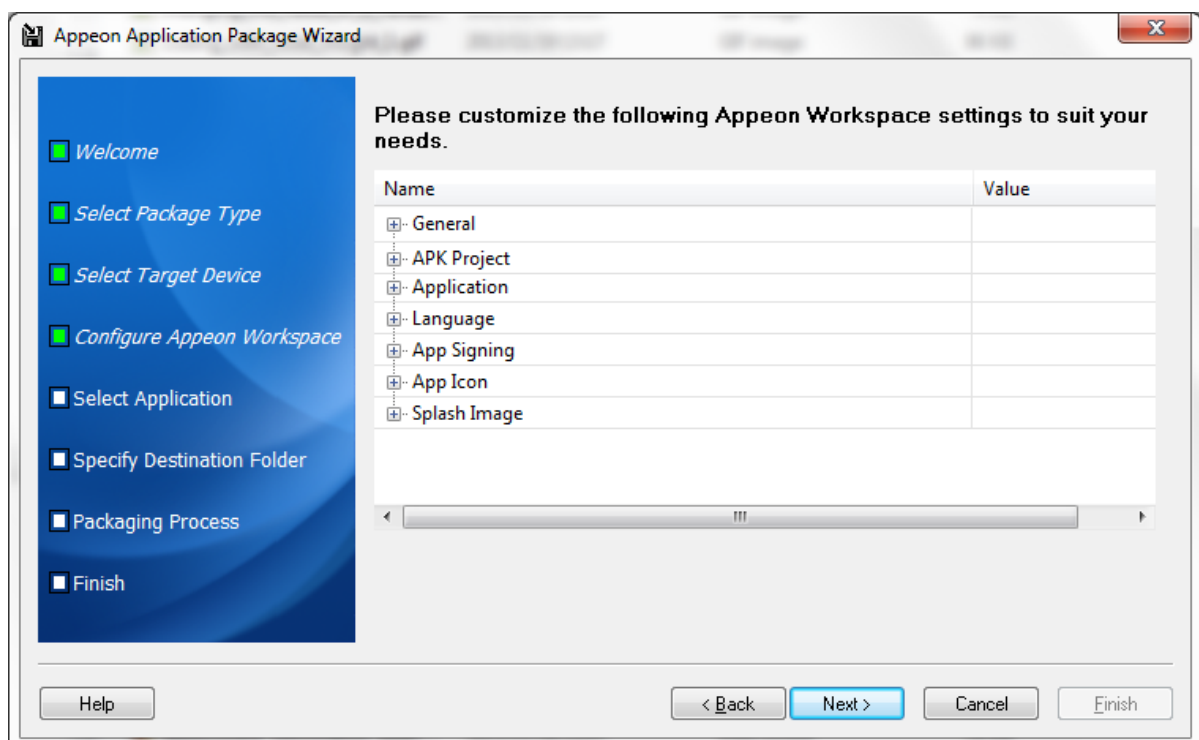 Appeon Application Package Wizard
Welcome
Select Package Type
Select Target Device
Configure Appeon Workspace
Select Application
Specify Destination Folder
Packaging Process
Finish
Please customize the following Appeon Workspace settings to suit your
needs.
Name Value
General
APK Project
Application
Language
App Signing
App Icon
Splash Image
Help < Back Next > Cancel Finish